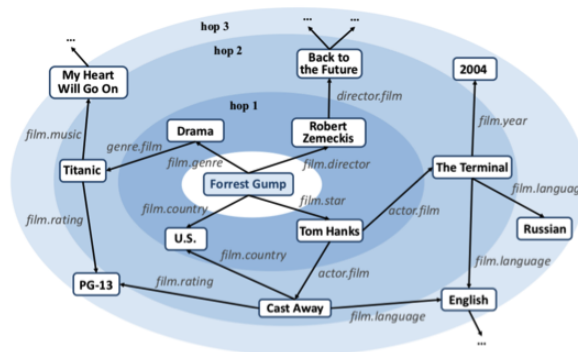 hop 3
...
...
...
hop 2
Back to
the Future
My Heart
Will Go On
2004
hop 1
director.film
film.music
Drama
Robert
Zemeckis
film.year
genre.film
film.genre
film.director
Titanic
The Terminal
Forrest Gump
film.languag
film.country
film.star
film.rating
actor.film
U.S.
Tom Hanks
Russian
film.country
actor.film
film.language
film.rating
PG-13
English
Cast Away
film.language
...